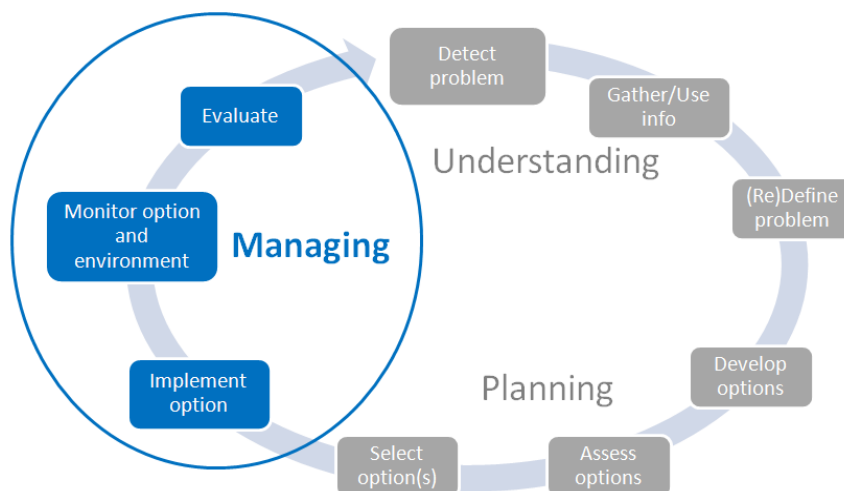 Detect
problem
Gather/Use
info
Understanding
(Re)Define
problem
Develop
options
Planning
Assess
options
Select
option(s)
Implement
option
Monitor option
and
environment
Managing
Evaluate